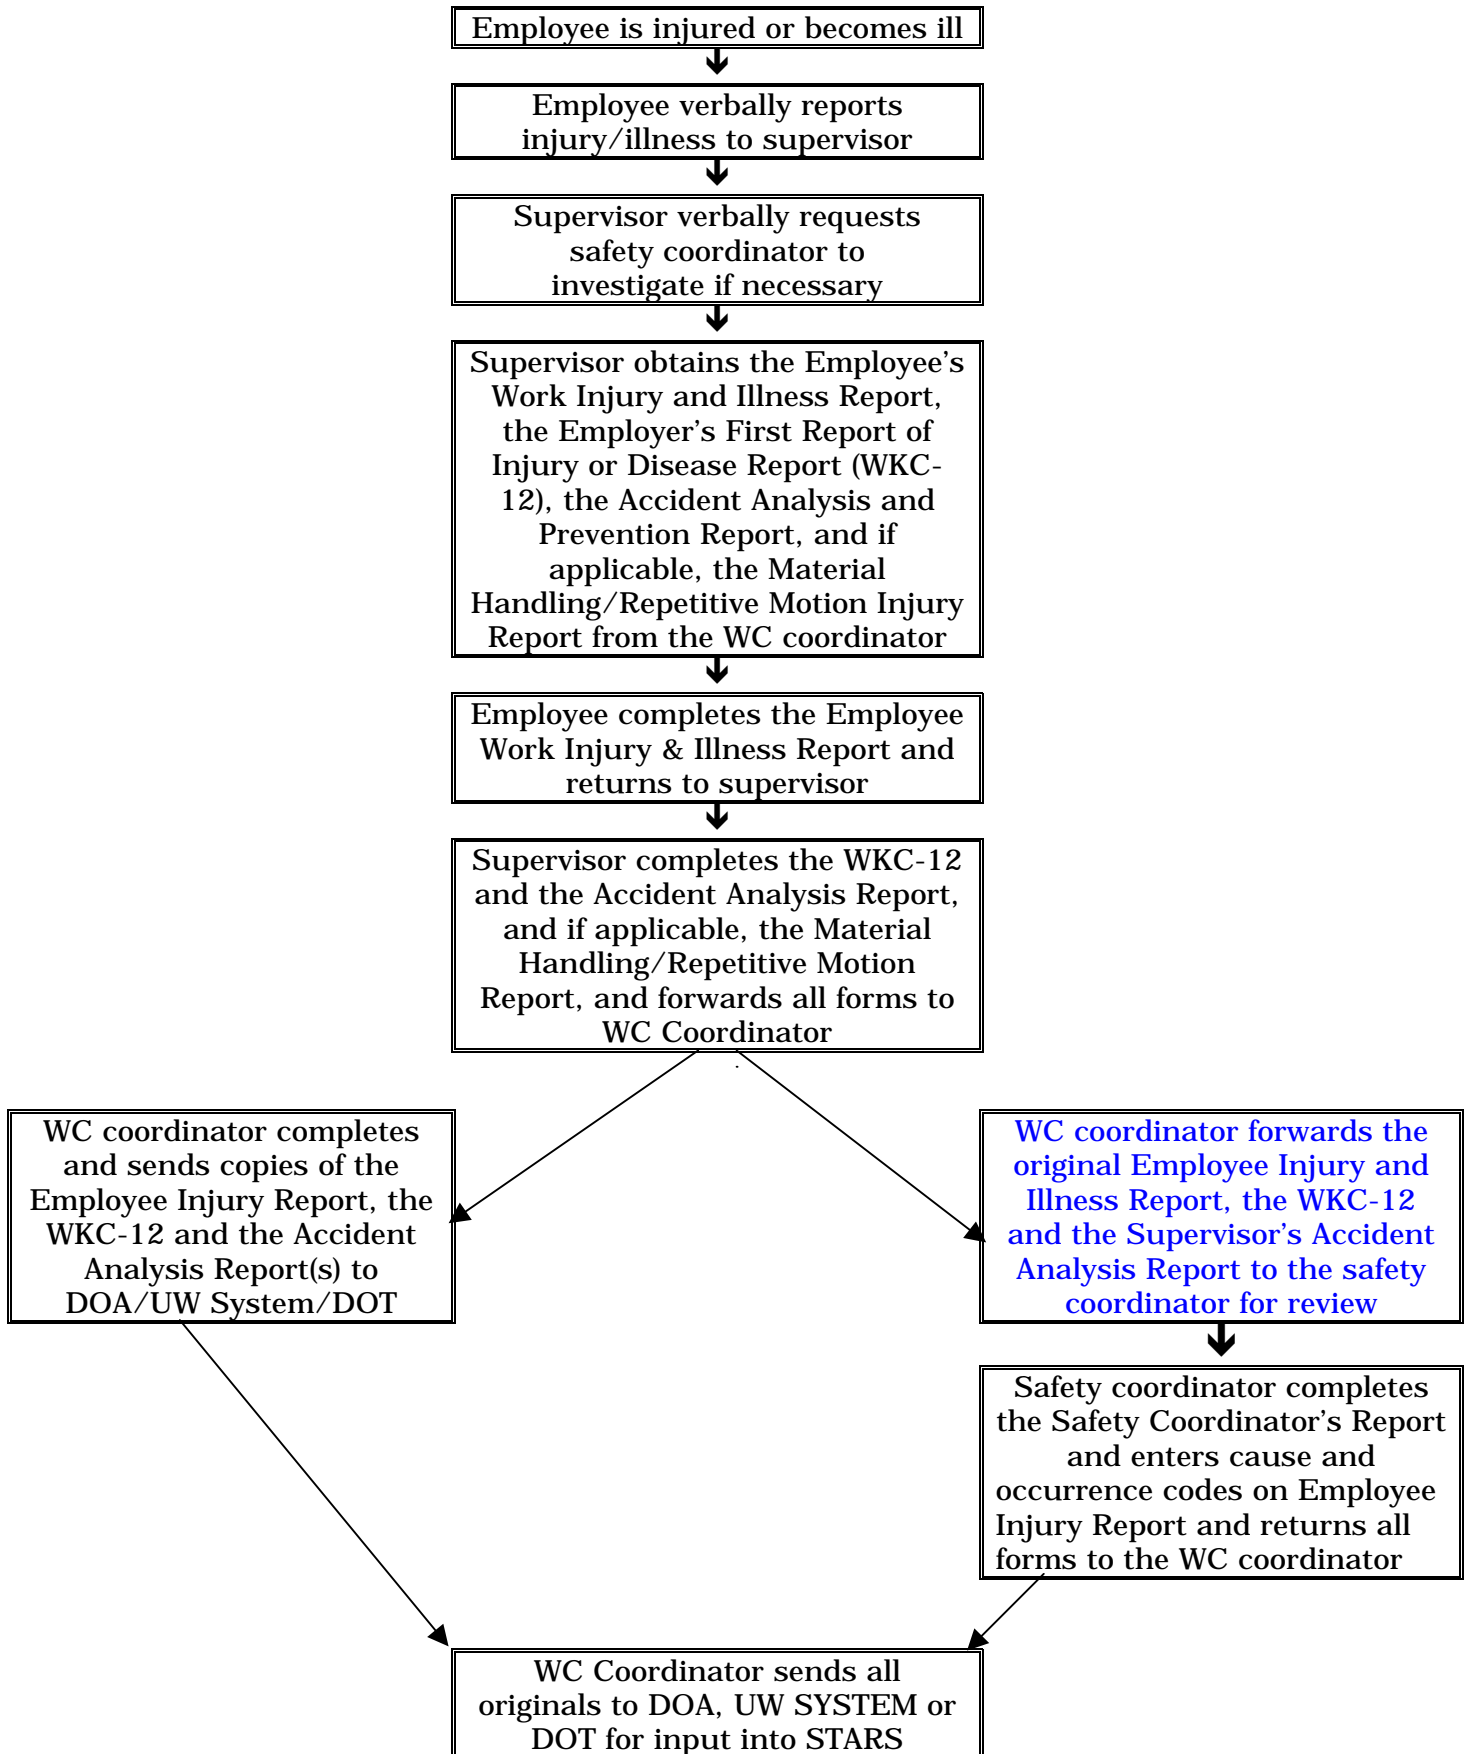 Employee is injured or becomes ill
Employee verbally reports
injury/illness to supervisor
Supervisor verbally requests
safety coordinator to
investigate if necessary
Supervisor obtains the Employee’s
Work Injury and Illness Report,
the Employer’s First Report of
Injury or Disease Report (WKC-
12), the Accident Analysis and
Prevention Report, and if
applicable, the Material
Handling/Repetitive Motion Injury
Report from the WC coordinator
Employee completes the Employee
Work Injury & Illness Report and
returns to supervisor
Supervisor completes the WKC-12
and the Accident Analysis Report,
and if applicable, the Material
Handling/Repetitive Motion
Report, and forwards all forms to
WC Coordinator
.
WC coordinator completes
and sends copies of the
Employee Injury Report, the
WKC-12 and the Accident
Analysis Report(s) to
DOA/UW System/DOT
WC coordinator forwards the
original Employee Injury and
Illness Report, the WKC-12
and the Supervisor’s Accident
Analysis Report to the safety
coordinator for review
Safety coordinator completes
the Safety Coordinator’s Report
and enters cause and
occurrence codes on Employee
Injury Report and returns all
forms to the WC coordinator
WC Coordinator sends all
originals to DOA, UW SYSTEM or
DOT for input into STARS